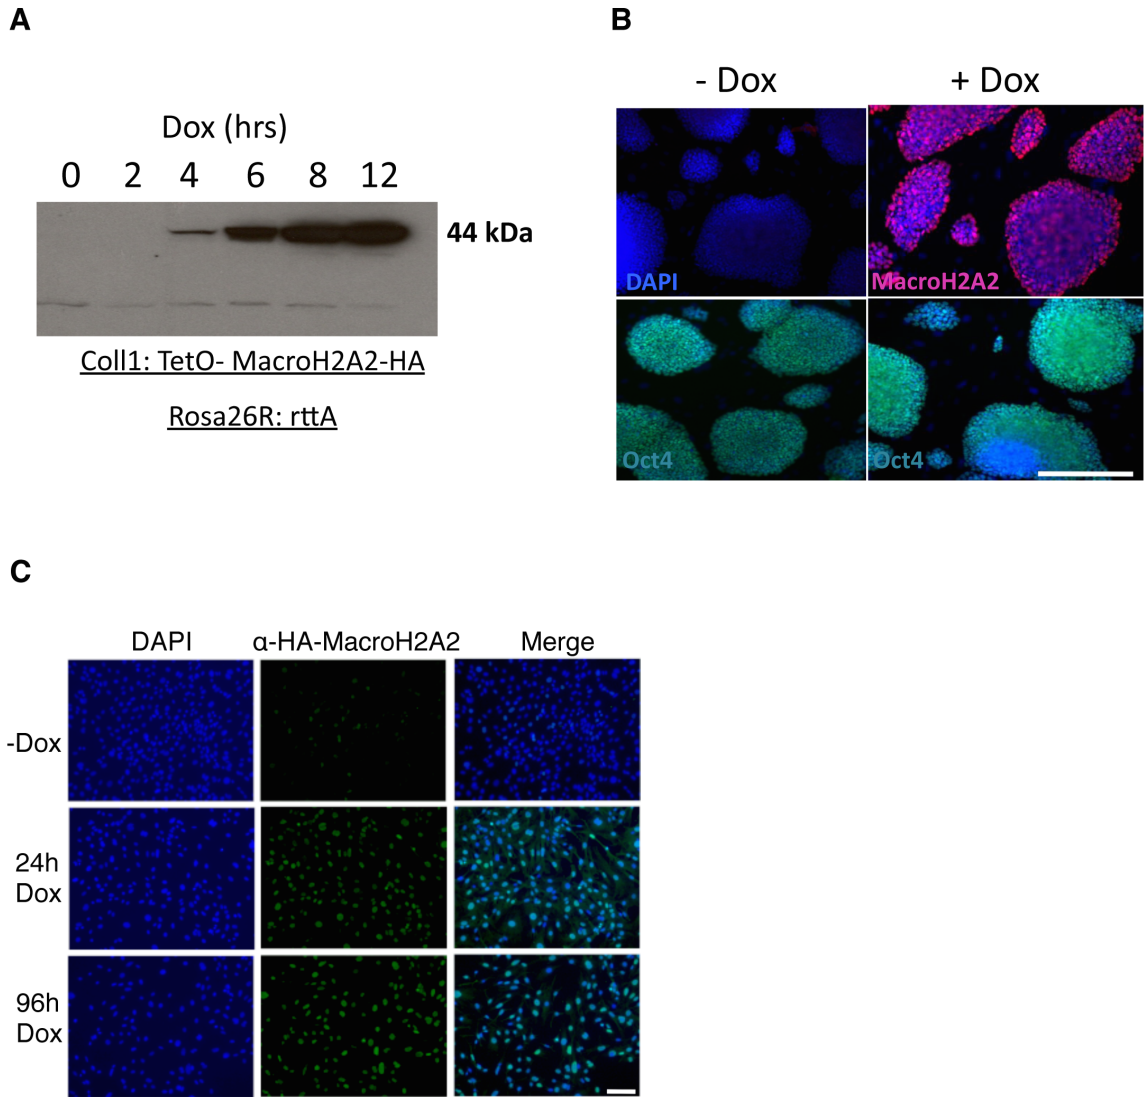 A
Dox (hrs)
0 2 4 6 8 12
44 kDa
Coll1: TetO- MacroH2A2-HA
Rosa26R: rttA
B
- Dox + Dox
DAPI MacroH2A2
Oct4 Oct4
C
DAPI α-HA-MacroH2A2 Merge
-Dox
24h
Dox
96h
Dox